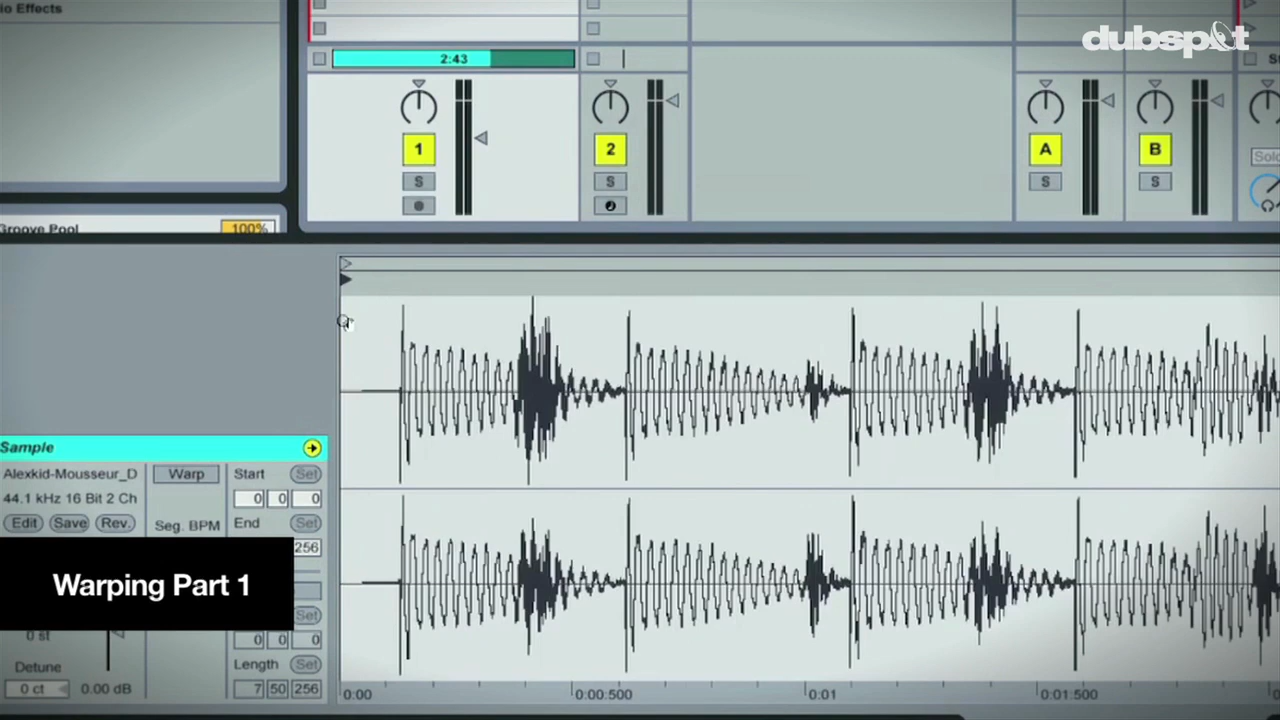 io Effects
dubspot
2:43
1
2
A
B
S
S
S
S
Solo
Groove Pool
100%
Sample
Alexkid-Mousseur_D
Warp
Start
Set
44.1 kHz 16 Bit 2 Ch
0 0 0
Edit
Save
Rev.
Seg. BPM
End
Set
256
Warping Part 1
Set
0 st
0 0 0
Detune
Length
Set
0 ct
0.00 dB
7 50 256
0:00
0:00:500
0:01
0:01:500